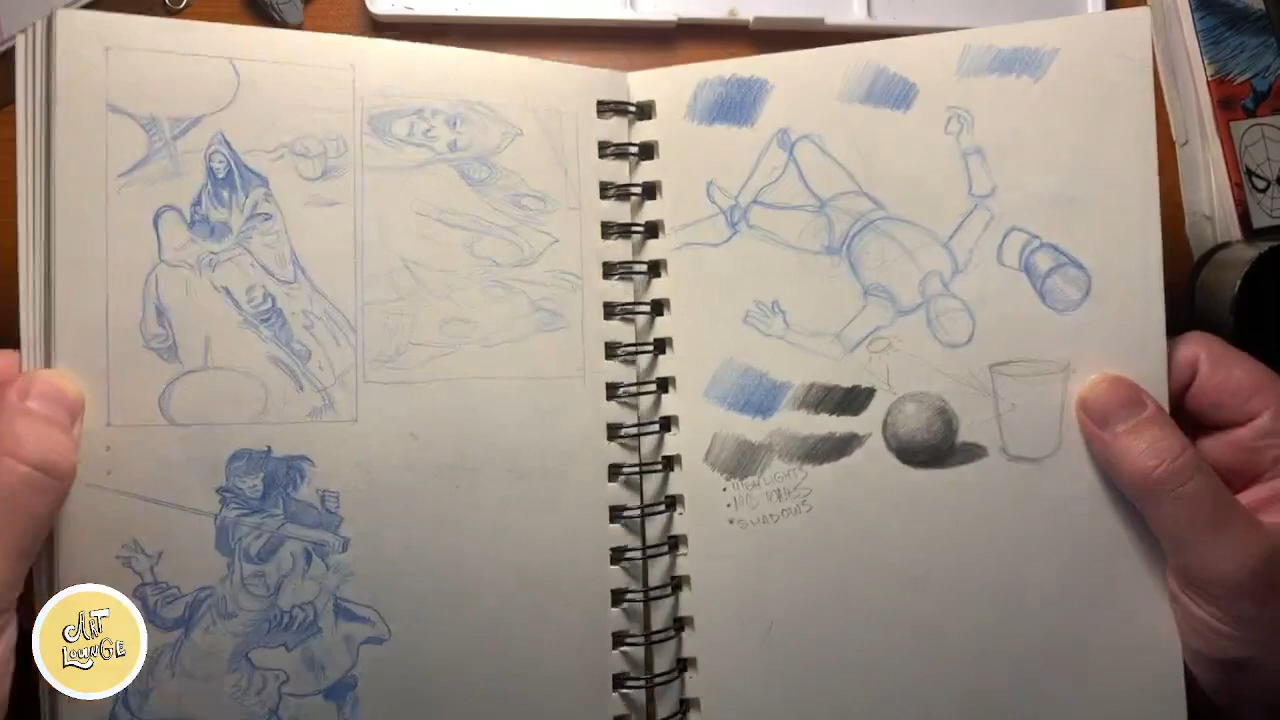 • HIGHLIGHTS
• MID TONES
• SHADOWS
ART
LOUNGE